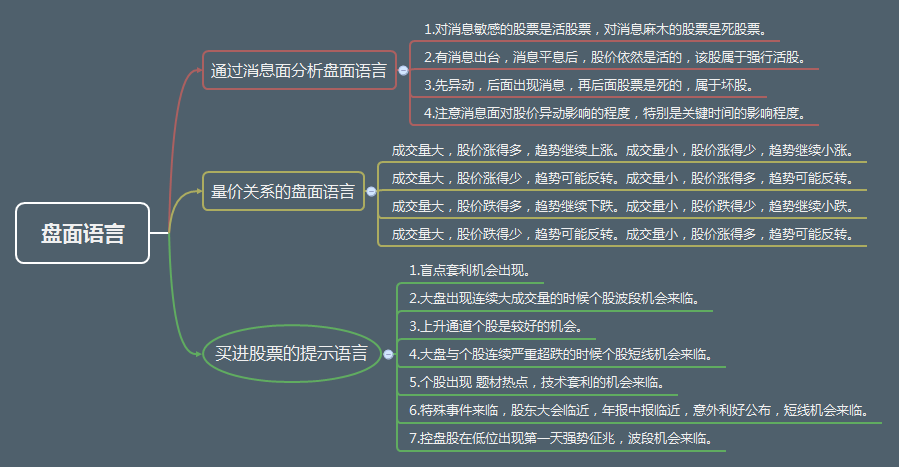 盘面语言
通过消息面分析盘面语言
1.对消息敏感的股票是活股票，对消息麻木的股票是死股票。
2.有消息出台，消息平息后，股价依然是活的，该股属于强行活股。
3.先异动，后面出现消息，再后面股票是死的，属于坏股。
4.注意消息面对股价异动影响的程度，特别是关键时间的影响程度。
量价关系的盘面语言
成交量大，股价涨得多，趋势继续上涨。成交量小，股价涨得少，趋势继续小涨。
成交量大，股价涨得少，趋势可能反转。成交量小，股价涨得多，趋势可能反转。
成交量大，股价跌得多，趋势继续下跌。成交量小，股价跌得少，趋势继续小跌。
成交量大，股价跌得少，趋势可能反转。成交量小，股价涨得多，趋势可能反转。
买进股票的提示语言
1.盲点套利机会出现。
2.大盘出现连续大成交量的时候个股波段机会来临。
3.上升通道个股是较好的机会。
4.大盘与个股连续严重超跌的时候个股短线机会来临。
5.个股出现 题材热点，技术套利的机会来临。
6.特殊事件来临，股东大会临近，年报中报临近，意外利好公布，短线机会来临。
7.控盘股在低位出现第一天强势征兆，波段机会来临。